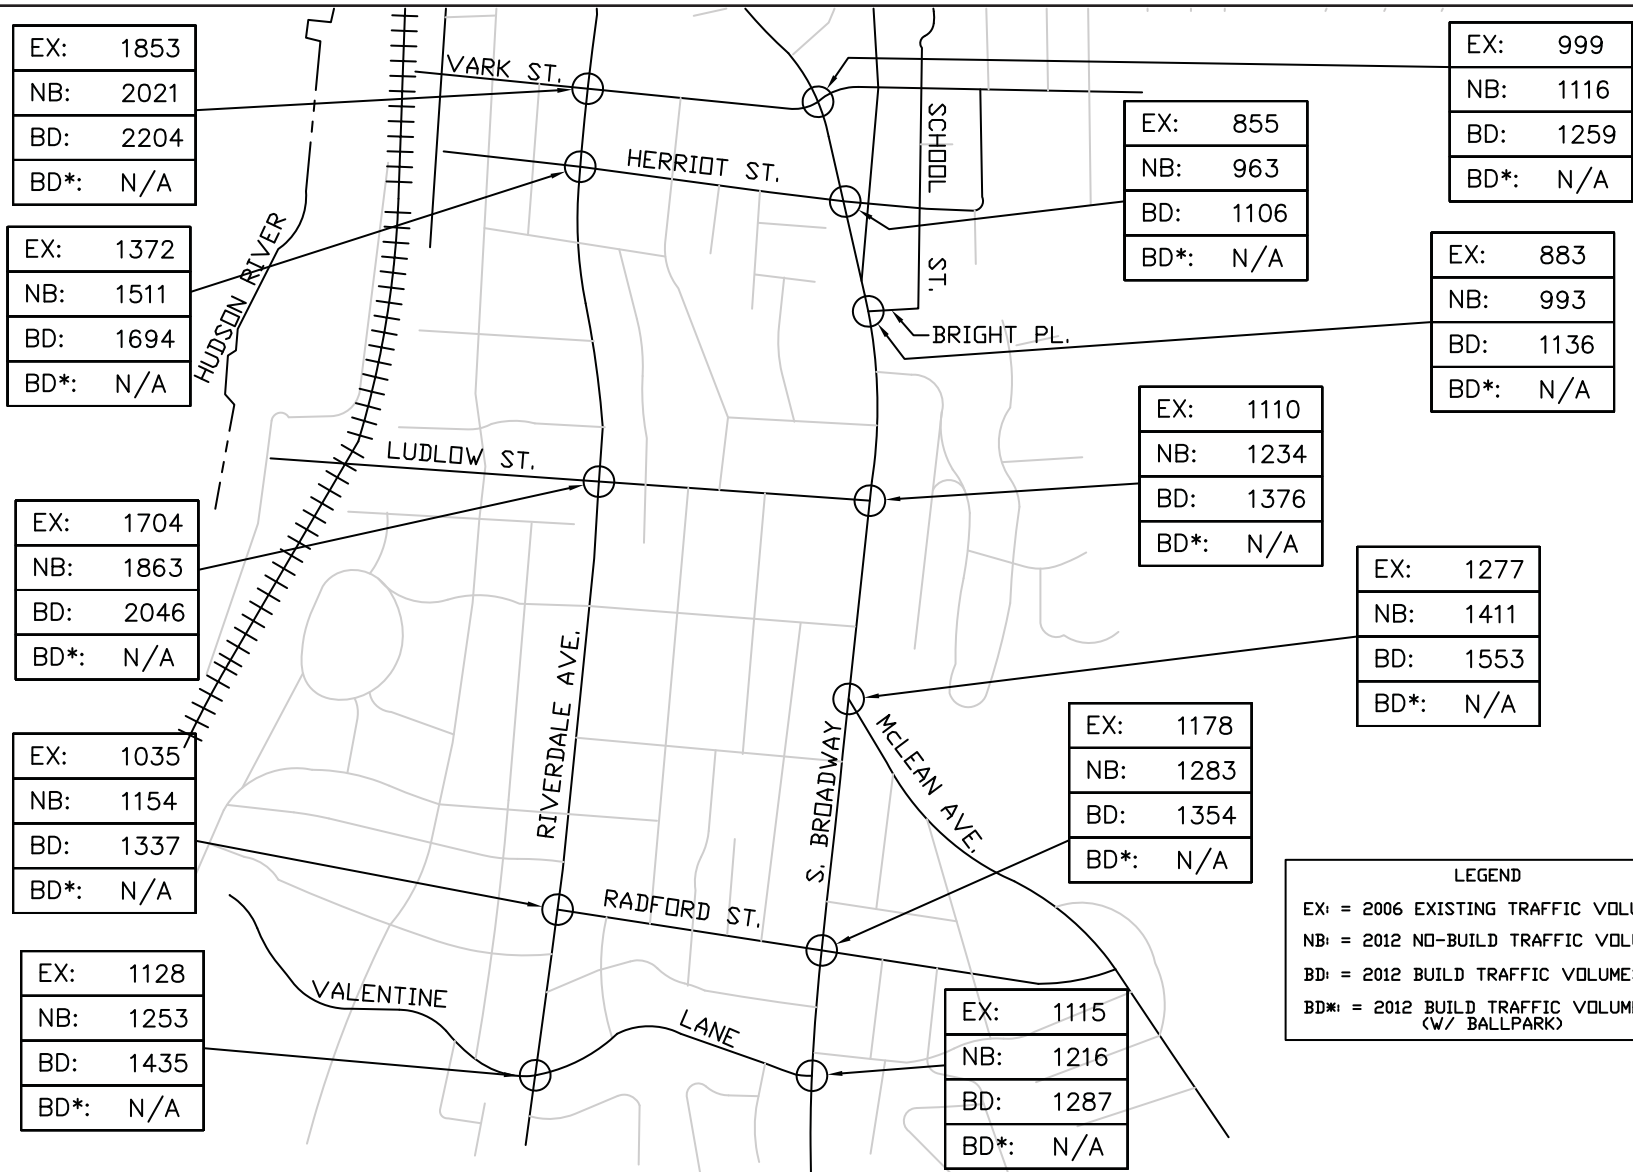 EX: 1853
NB: 2021
BD: 2204
BD*: N/A
EX: 999
NB: 1116
BD: 1259
BD*: N/A
VARK ST.
EX: 855
NB: 963
BD: 1106
BD*: N/A
SCHOOL ST.
HERRIOT ST.
EX: 1372
NB: 1511
BD: 1694
BD*: N/A
HUDSON RIVER
EX: 883
NB: 993
BD: 1136
BD*: N/A
BRIGHT PL.
EX: 1110
NB: 1234
BD: 1376
BD*: N/A
LUDLOW ST.
EX: 1704
NB: 1863
BD: 2046
BD*: N/A
EX: 1277
NB: 1411
BD: 1553
BD*: N/A
RIVERDALE AVE.
S. BROADWAY
McLEAN AVE.
EX: 1178
NB: 1283
BD: 1354
BD*: N/A
EX: 1035
NB: 1154
BD: 1337
BD*: N/A
RADFORD ST.
LEGEND
EX: = 2006 EXISTING TRAFFIC
NB: = 2012 NO-BUILD TRAFFIC
BD: = 2012 BUILD TRAFFIC VOLUME
BD*: = 2012 BUILD TRAFFIC
(W/ BALLPARK)
EX: 1128
NB: 1253
BD: 1435
BD*: N/A
VALENTINE LANE
EX: 1115
NB: 1216
BD: 1287
BD*: N/A